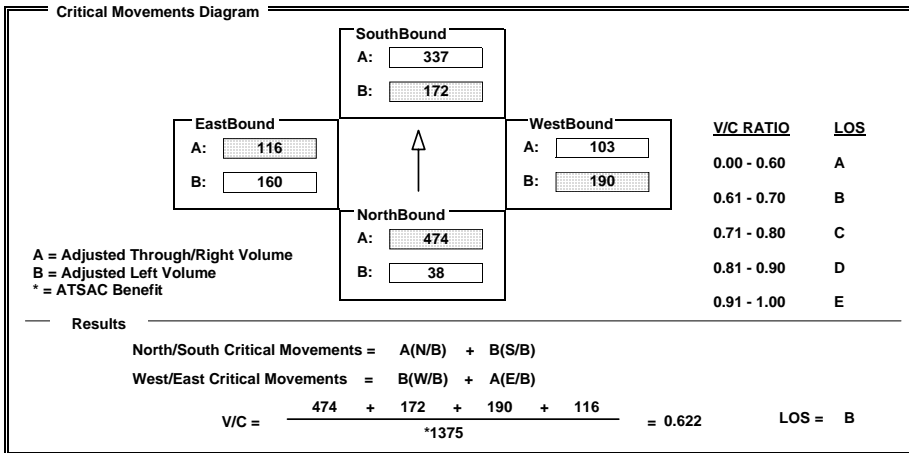 Critical Movements Diagram
SouthBound
A: 337
B: 172
EastBound
A: 116
B: 160
WestBound
A: 103
B: 190
NorthBound
A: 474
B: 38
V/C RATIO LOS
0.00 - 0.60 A
0.61 - 0.70 B
0.71 - 0.80 C
0.81 - 0.90 D
0.91 - 1.00 E
A = Adjusted Through/Right Volume
B = Adjusted Left Volume
* = ATSAC Benefit
Results
North/South Critical Movements = A(N/B) + B(S/B)
West/East Critical Movements = B(W/B) + A(E/B)
474 + 172 + 190 + 116
V/C = = 0.622 LOS = B
*1375